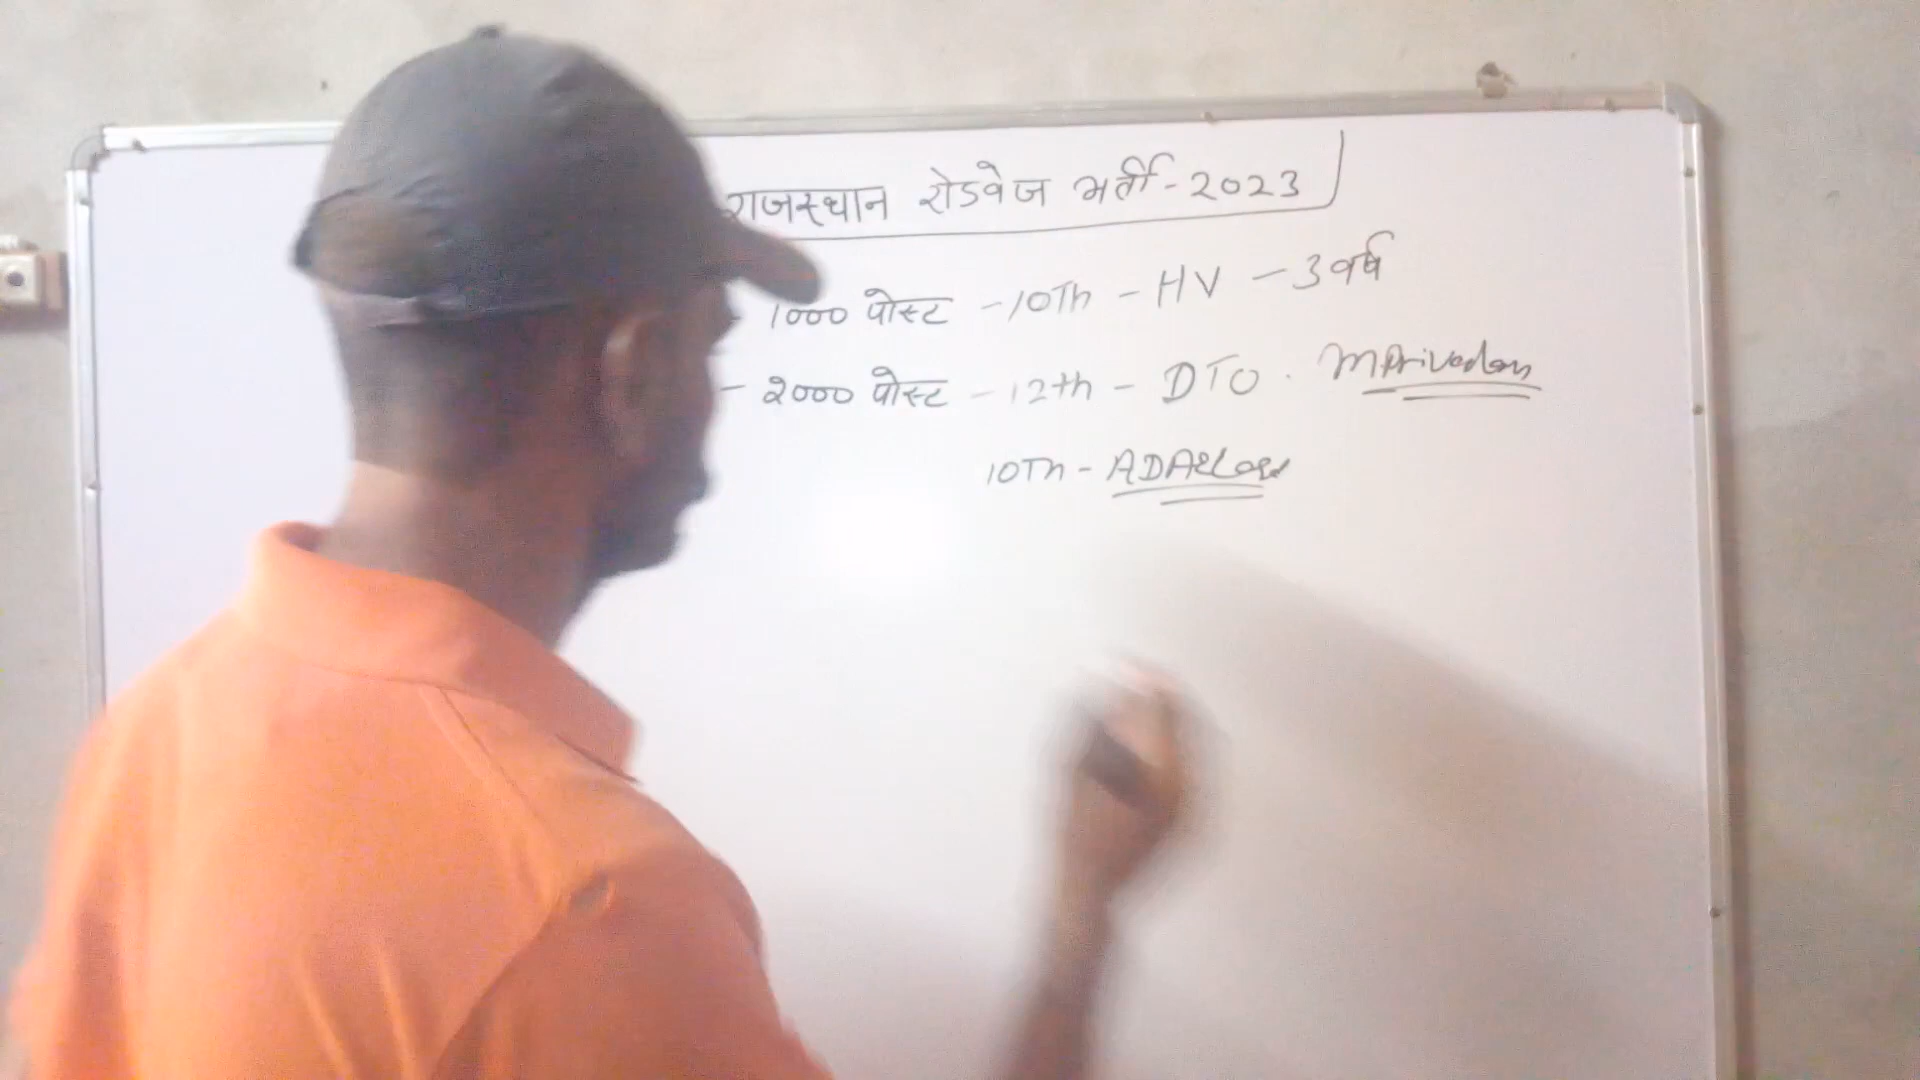 राजस्थान रोडवेज भर्ती - 2023
- 1000 पोस्ट - 10Th - HV - 3 वर्ष
- 2000 पोस्ट - 12th - DTO .
10Th -